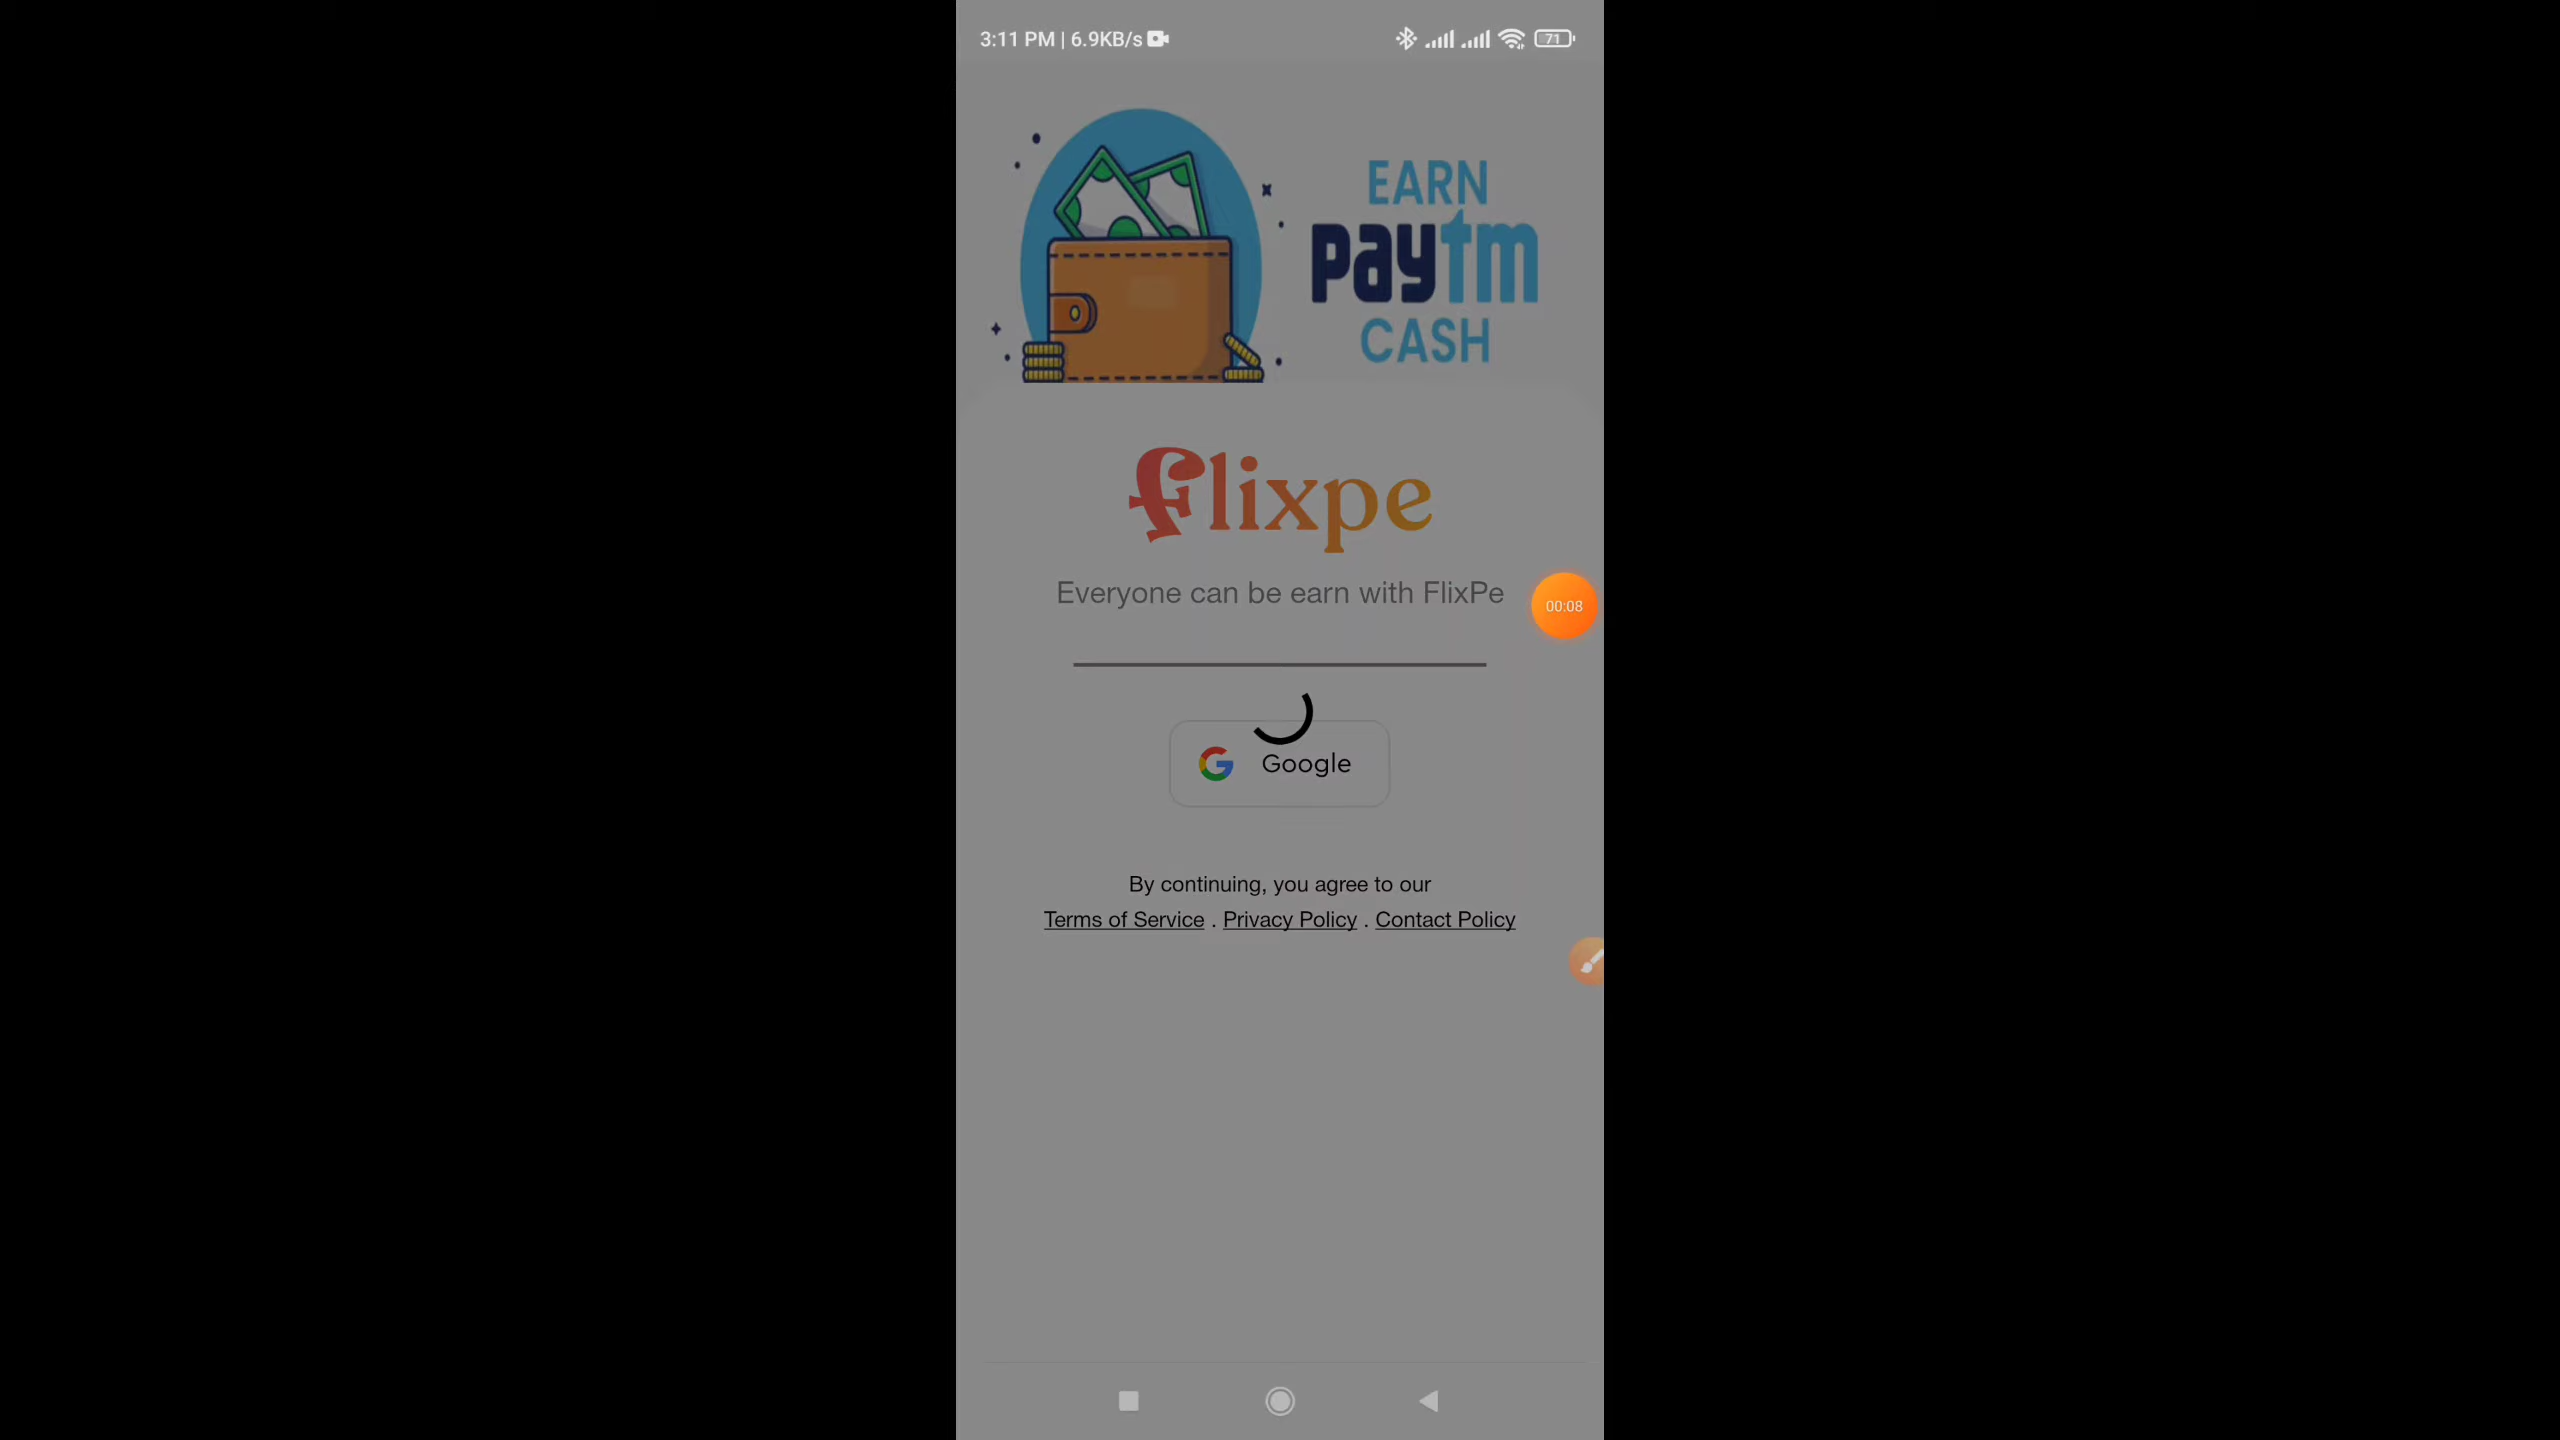 3:11 PM | 6.9KB/s
71
EARN
paytm
CASH
flixpe
Everyone can be earn with FlixPe
00:08
Google
By continuing, you agree to our
Terms of Service . Privacy Policy . Contact Policy